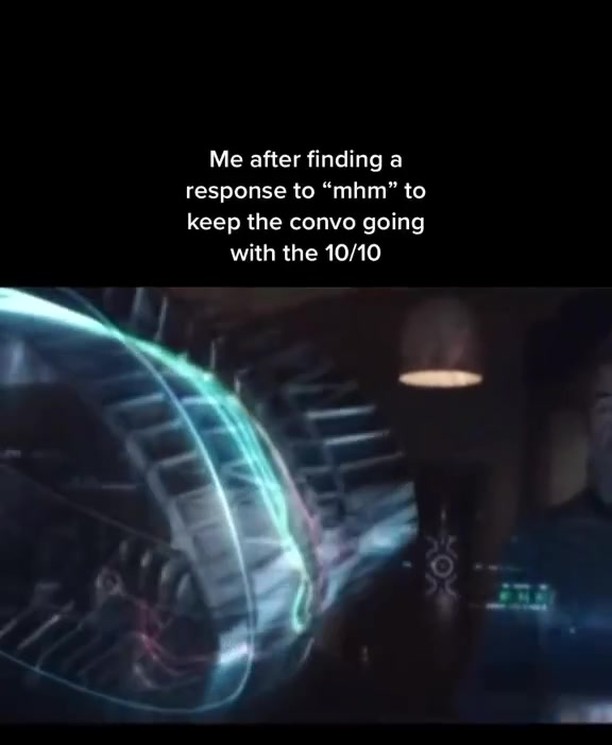 Me after finding a
response to “mhm” to
keep the convo going
with the 10/10